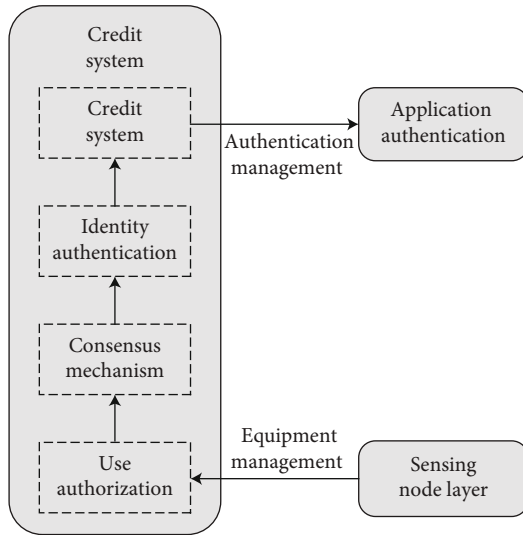 Credit
system
Credit
system
Application
authentication
Authentication
management
Identity
authentication
Consensus
mechanism
Equipment
management
Use
authorization
Sensing
node layer